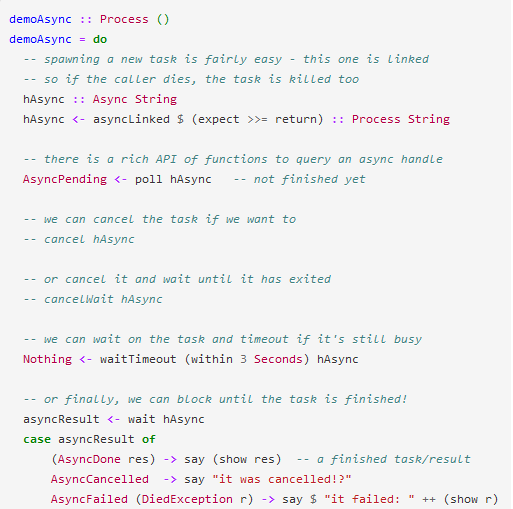 demoAsync :: Process ()
demoAsync = do
  -- spawning a new task is fairly easy - this one is linked
  -- so if the caller dies, the task is killed too
  hAsync :: Async String
  hAsync <- asyncLinked $ (expect >>= return) :: Process String

  -- there is a rich API of functions to query an async handle
  AsyncPending <- poll hAsync   -- not finished yet

  -- we can cancel the task if we want to
  -- cancel hAsync

  -- or cancel it and wait until it has exited
  -- cancelWait hAsync

  -- we can wait on the task and timeout if it's still busy
  Nothing <- waitTimeout (within 3 Seconds) hAsync

  -- or finally, we can block until the task is finished!
  asyncResult <- wait hAsync
  case asyncResult of
      (AsyncDone res) -> say (show res)  -- a finished task/result
      AsyncCancelled  -> say "it was cancelled!?"
      AsyncFailed (DiedException r) -> say $ "it failed: " ++ (show r)